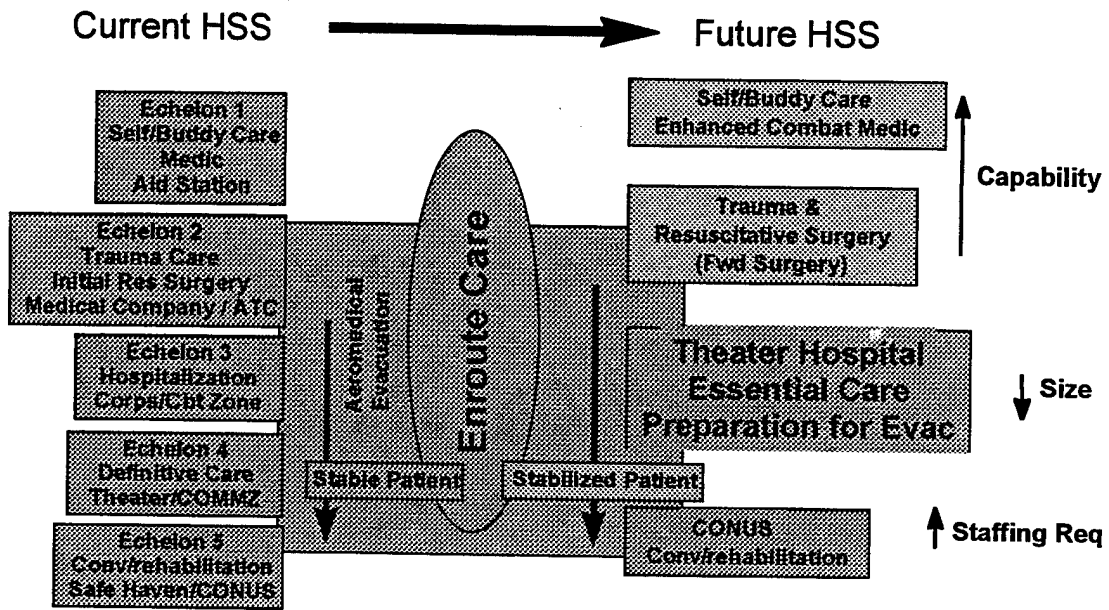 Current HSS
Future HSS
Echelon 1
Self/Buddy Care
Medic
Aid Station
Echelon 2
Trauma Care
Initial Res Surgery
Medical Company / ATC
Echelon 3
Hospitalization
Corps/Cbt Zone
Echelon 4
Definitive Care
Theater/COMMZ
Echelon 5
Conv/rehabilitation
Safe Haven/CONUS
Aeromedical
Evacuation
Stable Patient
Enroute Care
Stabilized Patient
Self/Buddy Care
Enhanced Combat Medic
Trauma &
Resuscitative Surgery
(Fwd Surgery)
Theater Hospital
Essential Care
Preparation for Evac
CONUS
Conv/rehabilitation
Capability
Size
Staffing Req